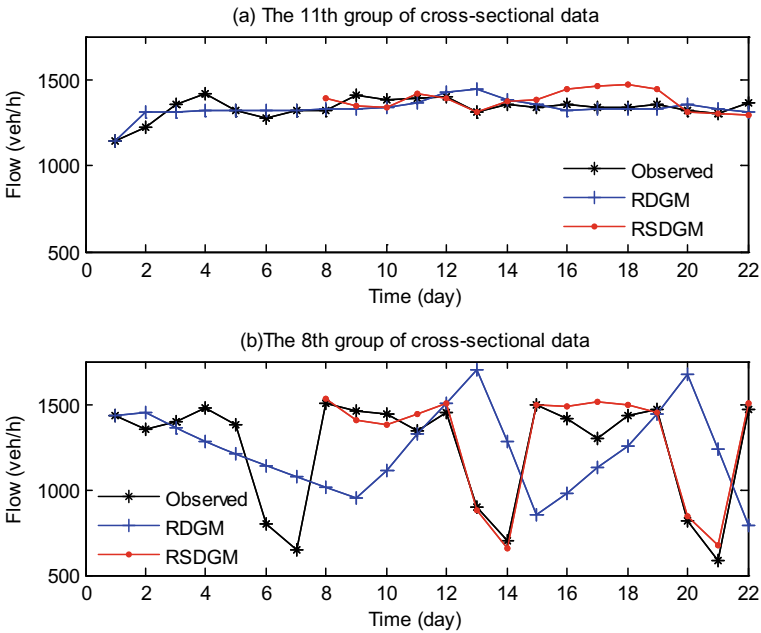 (a) The 11th group of cross-sectional data
Flow (veh/h)
1500
1000
500
Observed
RDGM
RSDGM
0 2 4 6 8 10 12 14 16 18 20 22
Time (day)
(b)The 8th group of cross-sectional data
Flow (veh/h)
1500
1000
500
Observed
RDGM
RSDGM
0 2 4 6 8 10 12 14 16 18 20 22
Time (day)